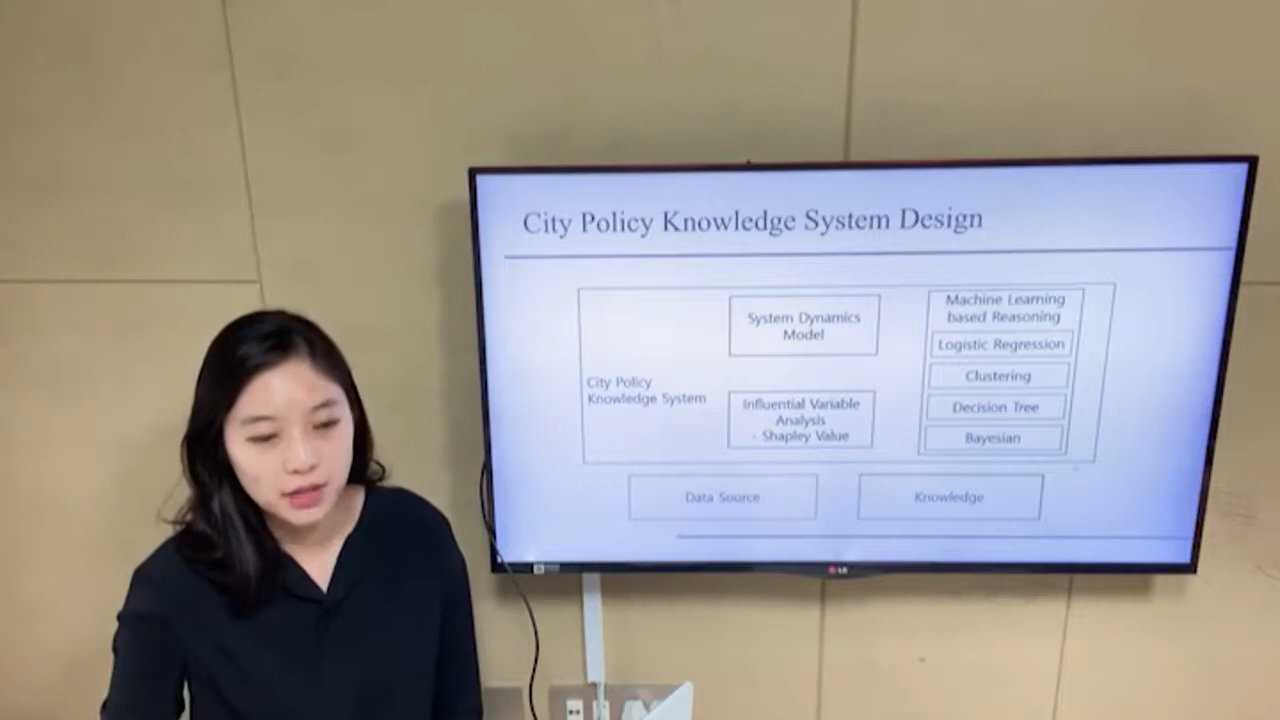 City Policy Knowledge System Design
System Dynamics
Model
Machine Learning
based Reasoning
Logistic Regression
Clustering
Decision Tree
Bayesian
City Policy
Knowledge System
Influential Variable
Analysis
- Shapley Value
Data Source
Knowledge
LG